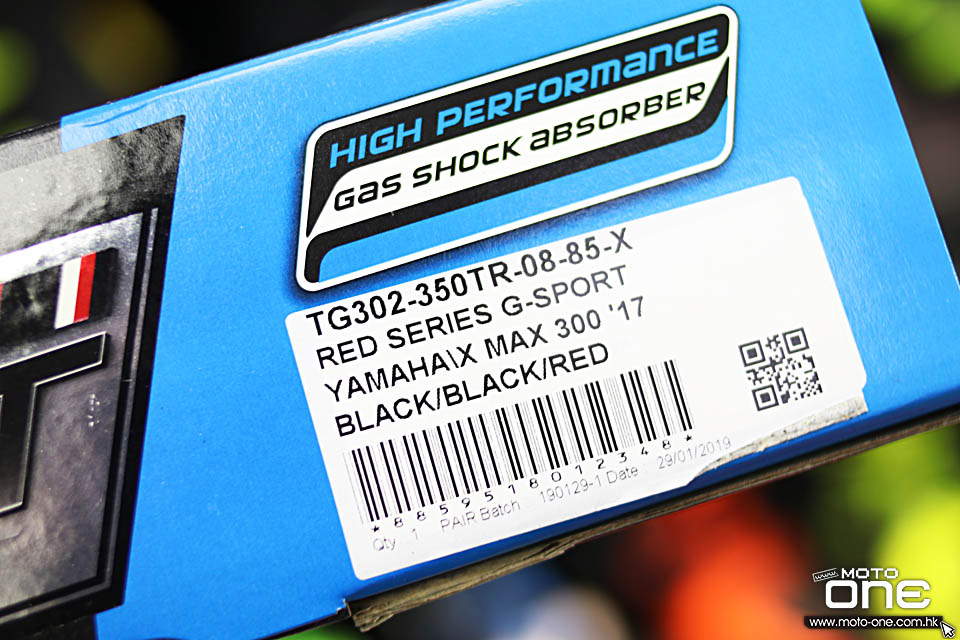 HIGH PERFORMANCE
Gas SHOCK ABSORBER
TG302-350TR-08-85-X
RED SERIES G-SPORT
YAMAHA\X MAX 300 '17
BLACK/BLACK/RED
*8859518012348*
Qty 1 PAIR Batch 190129-1 Date : 29/01/2019
MOTO
ONE
www.moto-one.com.hk